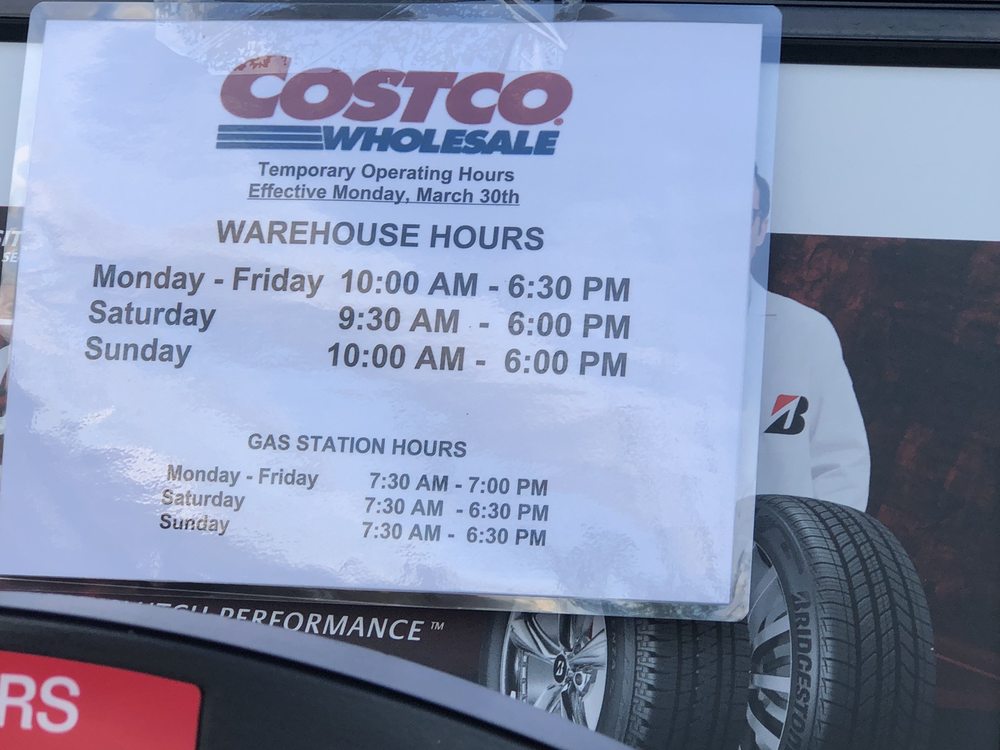 COSTCO
WHOLESALE
Temporary Operating Hours
Effective Monday, March 30th
WAREHOUSE HOURS
Monday - Friday 10:00 AM - 6:30 PM
Saturday 9:30 AM - 6:00 PM
Sunday 10:00 AM - 6:00 PM
GAS STATION HOURS
Monday - Friday 7:30 AM - 7:00 PM
Saturday 7:30 AM - 6:30 PM
Sunday 7:30 AM - 6:30 PM
PERFORMANCE™
B
BRIDGESTON
RS